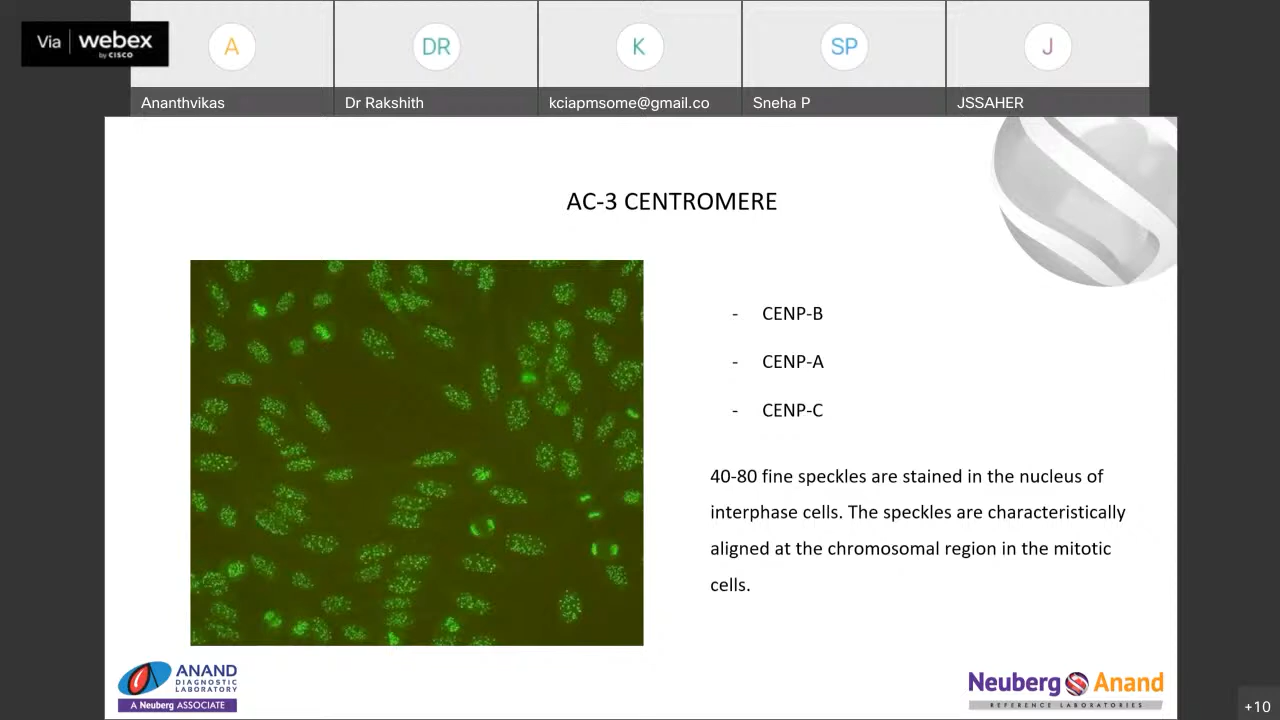 Via webex
by CISCO
A
DR
K
SP
J
Ananthvikas
Dr Rakshith
kciapmsome@gmail.co
Sneha P
JSSAHER
AC-3 CENTROMERE
- CENP-B
- CENP-A
- CENP-C
40-80 fine speckles are stained in the nucleus of
interphase cells. The speckles are characteristically
aligned at the chromosomal region in the mitotic
cells.
ANAND
DIAGNOSTIC
LABORATORY
A Neuberg ASSOCIATE
Neuberg Anand
REFERENCE LABORATORIES
+10